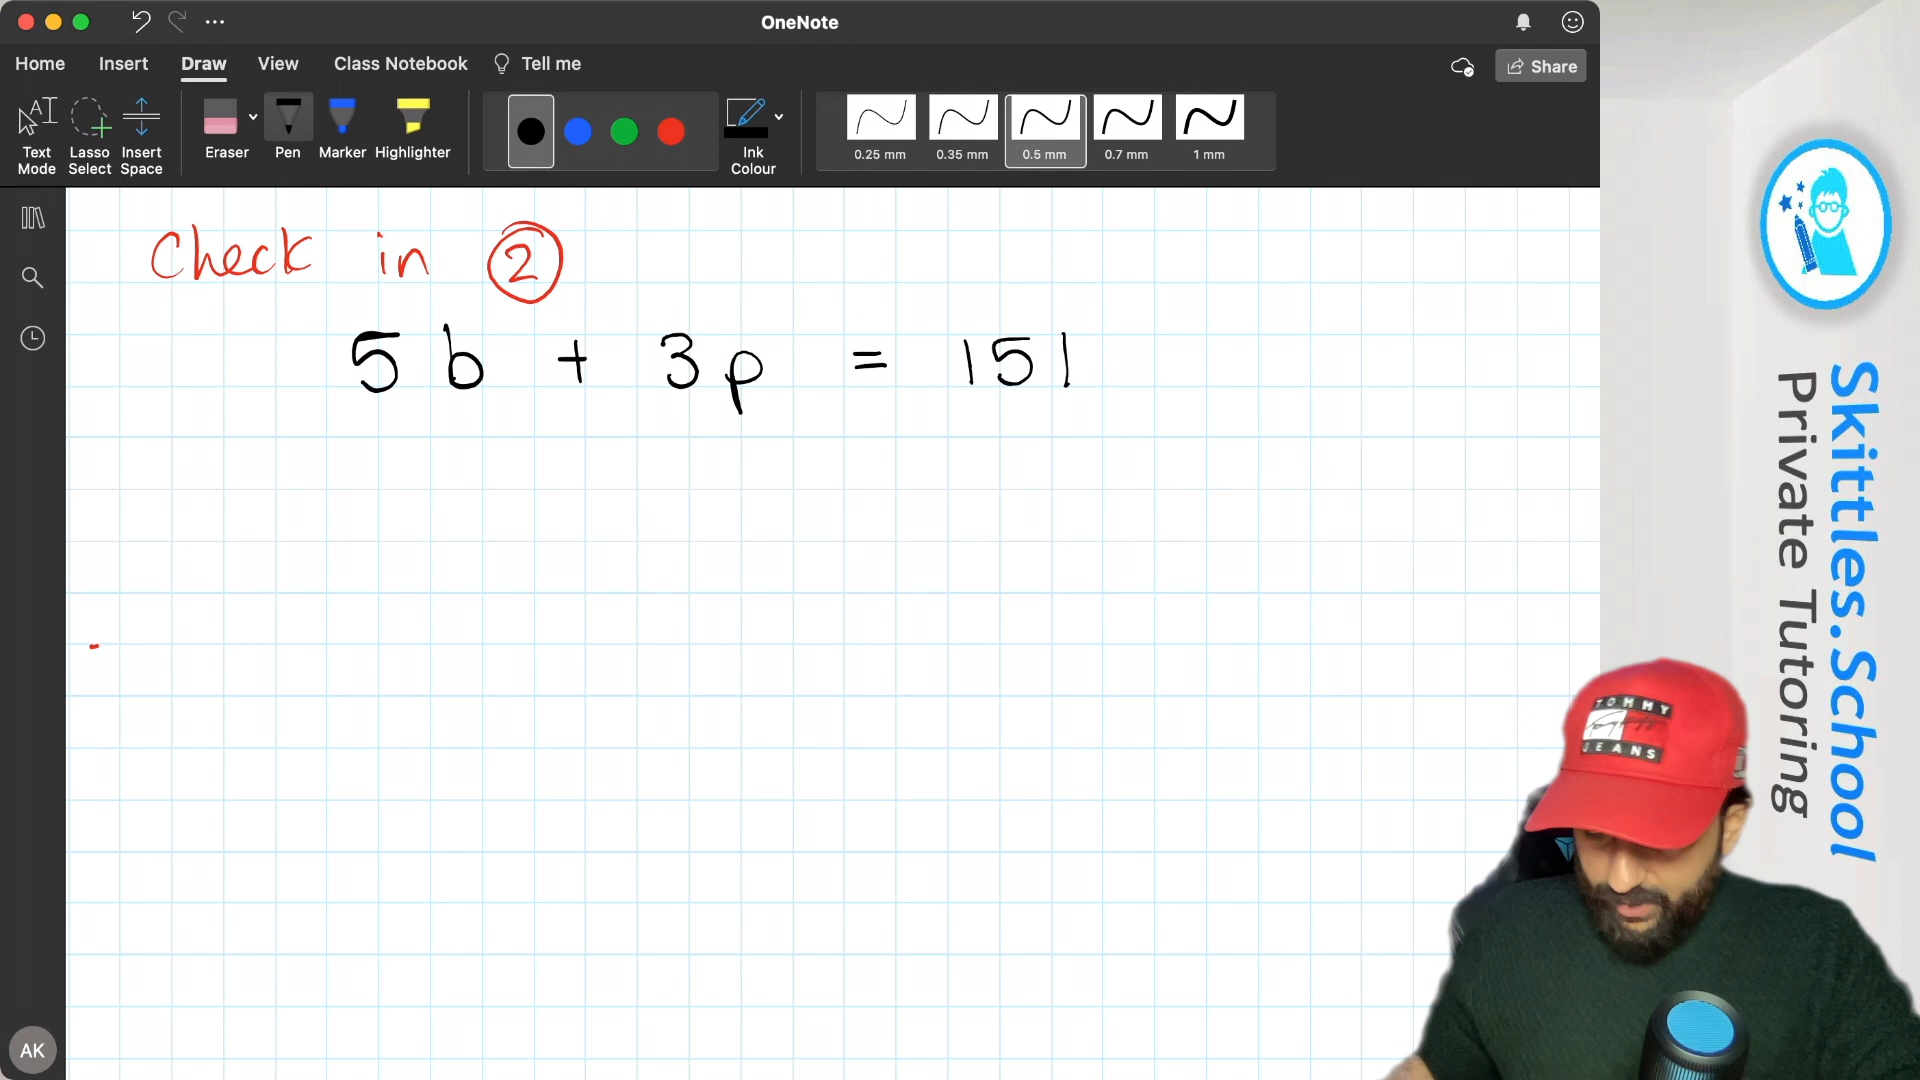 OneNote
Home Insert Draw View Class Notebook Tell me
Share
Text Mode
Lasso Select
Insert Space
Eraser
Pen
Marker
Highlighter
Ink Colour
0.25 mm
0.35 mm
0.5 mm
0.7 mm
1 mm
Check in 2
5b + 3p = 151
AK
Skittles.School
Private Tutoring
TOMMY
JEANS